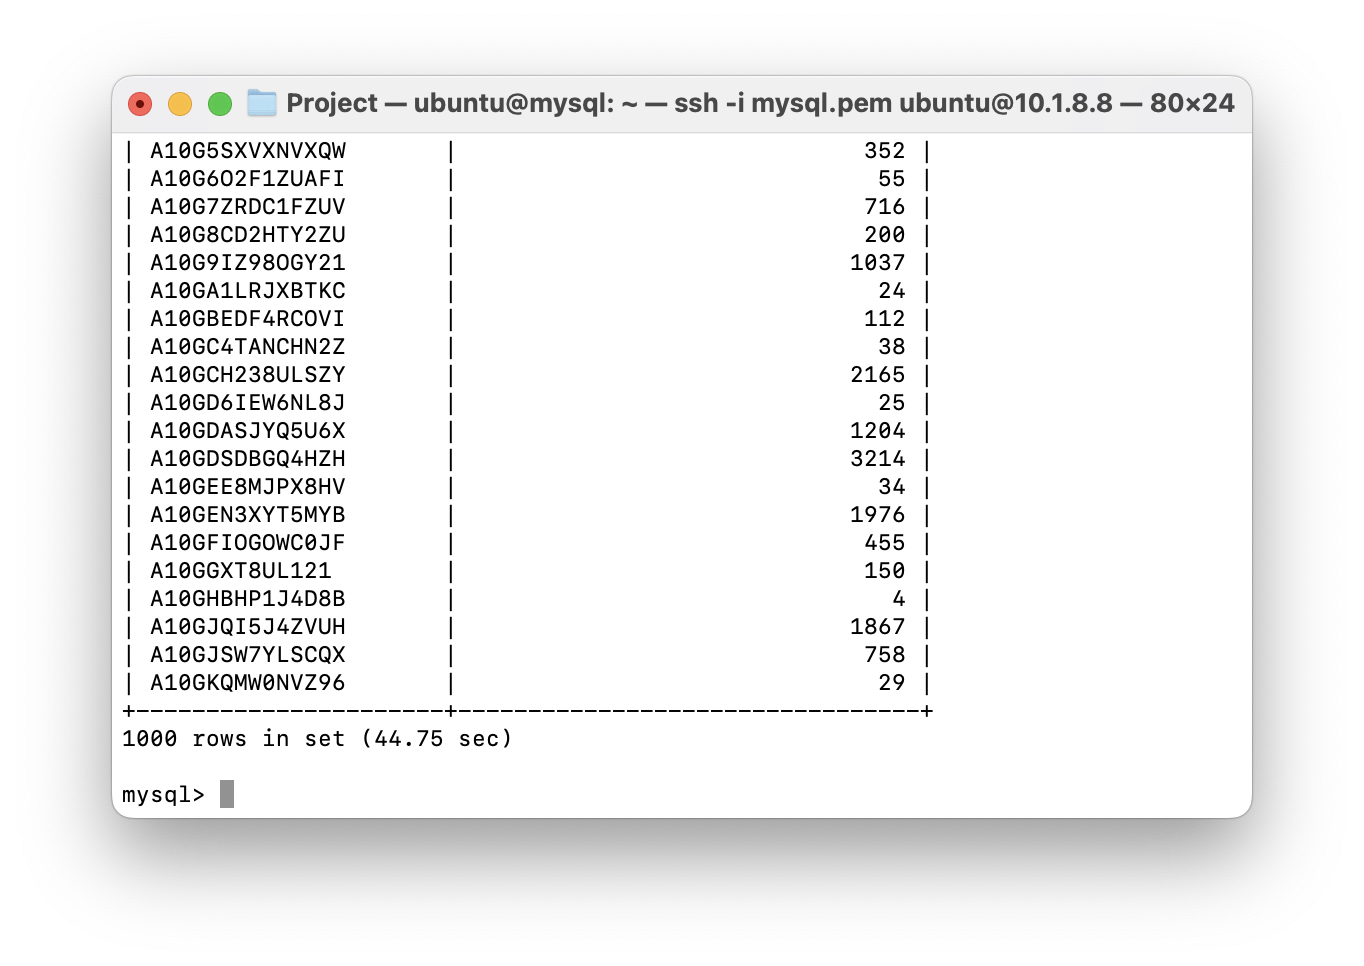 Project — ubuntu@mysql: ~ — ssh -i mysql.pem ubuntu@10.1.8.8 — 80×24
| A10G5SXVXNVXQW       |                             352 |
| A10G6O2F1ZUAFI       |                              55 |
| A10G7ZRDC1FZUV       |                             716 |
| A10G8CD2HTY2ZU       |                             200 |
| A10G9IZ98OGY21       |                            1037 |
| A10GA1LRJXBTKC       |                              24 |
| A10GBEDF4RCOVI       |                             112 |
| A10GC4TANCHN2Z       |                              38 |
| A10GCH238ULSZY       |                            2165 |
| A10GD6IEW6NL8J       |                              25 |
| A10GDASJYQ5U6X       |                            1204 |
| A10GDSDBGQ4HZH       |                            3214 |
| A10GEE8MJPX8HV       |                              34 |
| A10GEN3XYT5MYB       |                            1976 |
| A10GFIOGOWC0JF       |                             455 |
| A10GGXT8UL121        |                             150 |
| A10GHBHP1J4D8B       |                               4 |
| A10GJQI5J4ZVUH       |                            1867 |
| A10GJSW7YLSCQX       |                             758 |
| A10GKQMW0NVZ96       |                              29 |
+----------------------+---------------------------------+
1000 rows in set (44.75 sec)
mysql>